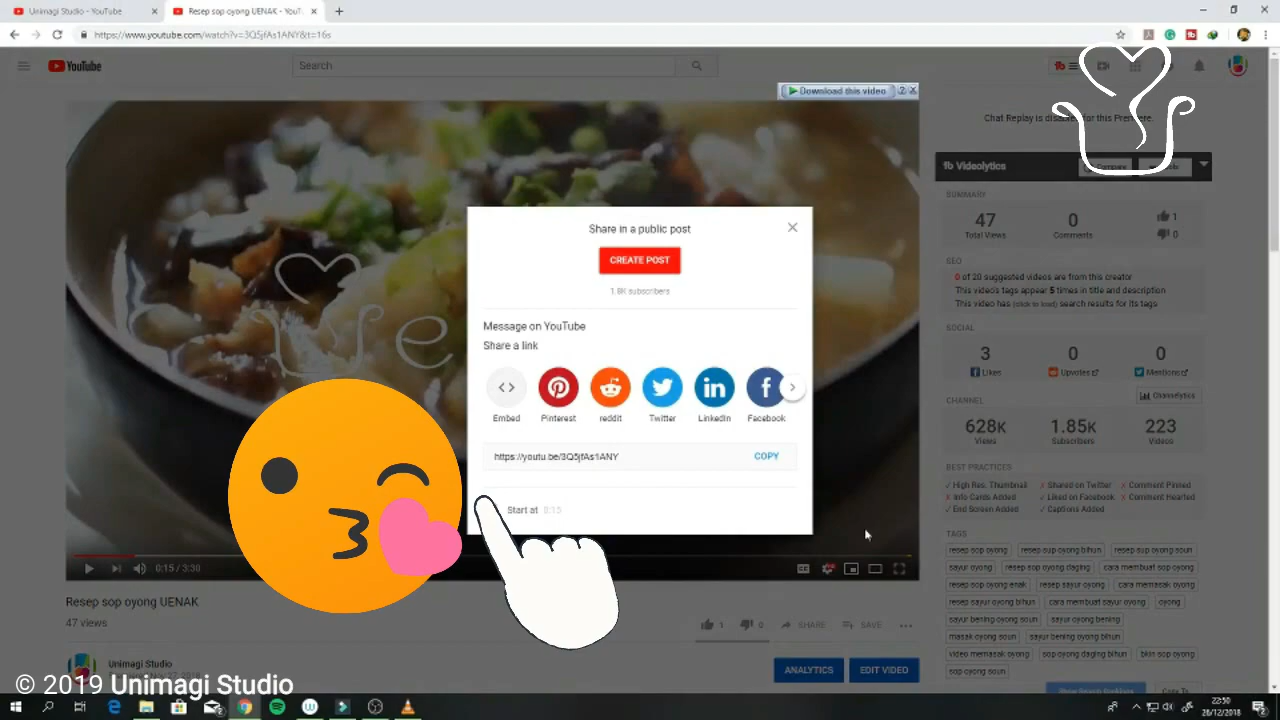 Unimagi Studio - YouTube
Resep sop oyong UENAK - YouT
https://www.youtube.com/watch?v=3Q5jfAs1ANY&t=16s
YouTube
Search
Download this video
Chat Replay is disabled for this Premiere.
Videolytics
Share in a public post
CREATE POST
1.8K subscribers
Message on YouTube
Share a link
Embed
Pinterest
reddit
Twitter
LinkedIn
Facebook
https://youtu.be/3Q5jfAs1ANY
COPY
Start at 0:15
SUMMARY
47
0
1
0
Total Views
Comments
SEO
0 of 20 suggested videos are from this creator
This video's tags appear 5 times in title and description
This video has (click to load) search results for its tags
SOCIAL
3
0
0
Likes
Upvotes
Mentions
CHANNEL
Channelytics
628K
1.85K
223
Views
Subscribers
Videos
BEST PRACTICES
✓ High Res. Thumbnail
✗ Shared on Twitter
✗ Comment Pinned
✗ Info Cards Added
✓ Liked on Facebook
✗ Comment Hearted
✓ End Screen Added
✓ Captions Added
TAGS
resep sop oyong
resep sup oyong bihun
resep sup oyong soun
sayur oyong
resep sop oyong daging
cara membuat sop oyong
resep sop oyong enak
resep sayur oyong
cara memasak oyong
resep sayur oyong bihun
cara membuat sayur oyong
oyong
sayur bening oyong soun
sayur oyong bening
masak oyong soun
sayur bening oyong bihun
video memasak oyong
sop oyong daging bihun
bkin sop oyong
sop oyong soun
0:15 / 3:30
Resep sop oyong UENAK
47 views
1
0
SHARE
SAVE
Unimagi Studio
ANALYTICS
EDIT VIDEO
© 2019 Unimagi Studio
22:50
26/12/2018